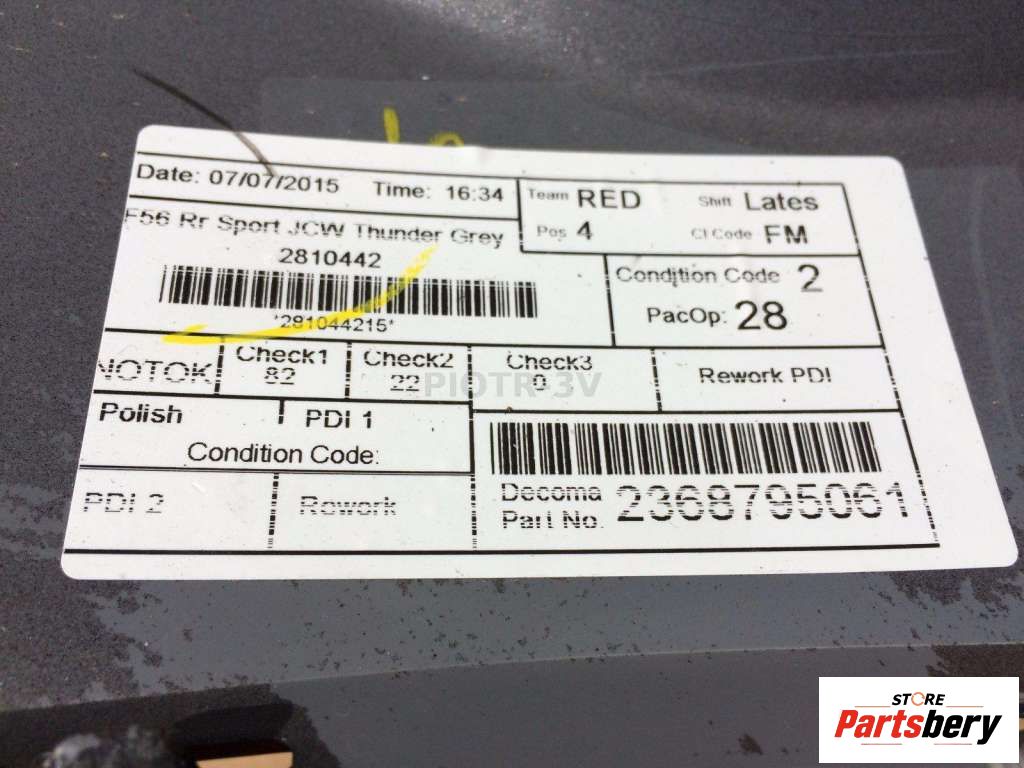 Date: 07/07/2015 Time: 16:34
Team RED Shift Lates
Pos 4 CI Code FM
F56 Rr Sport JCW Thunder Grey
2810442
*281044215*
Condition Code 2
PacOp: 28
NOTOK Check1 82 Check2 22 Check3 0 Rework PDI
PIOTR-3V
Polish PDI 1
Condition Code:
PDI 2 Rework
Decoma Part No. 2368795061
STORE
Partsbery